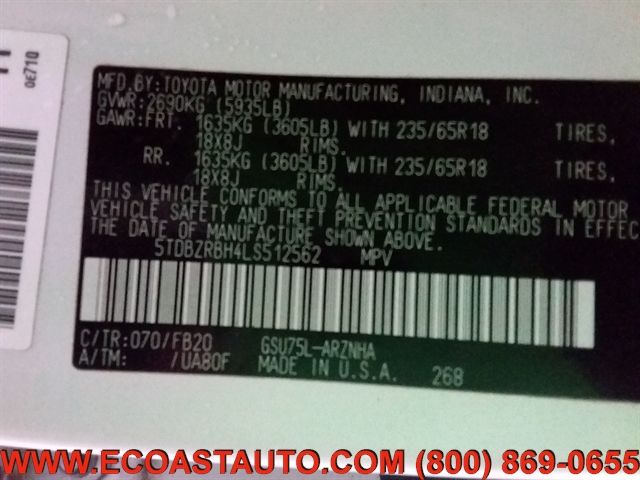 0E710
MFD.BY:TOYOTA MOTOR MANUFACTURING, INDIANA, INC.
GVWR:2690KG (5935LB)
GAWR:FRT. 1635KG (3605LB) WITH 235/65R18 TIRES,
18X8J RIMS.
RR. 1635KG (3605LB) WITH 235/65R18 TIRES,
18X8J RIMS.
THIS VEHICLE CONFORMS TO ALL APPLICABLE FEDERAL MOTOR
VEHICLE SAFETY AND THEFT PREVENTION STANDARDS IN EFFEC
THE DATE OF MANUFACTURE SHOWN ABOVE.
5TDBZRBH4LS512562 MPV
C/TR:070/FB20 GSU75L-ARZNHA
A/TM: /UA80F MADE IN U.S.A. 268
WWW.ECOASTAUTO.COM (800) 869-0655